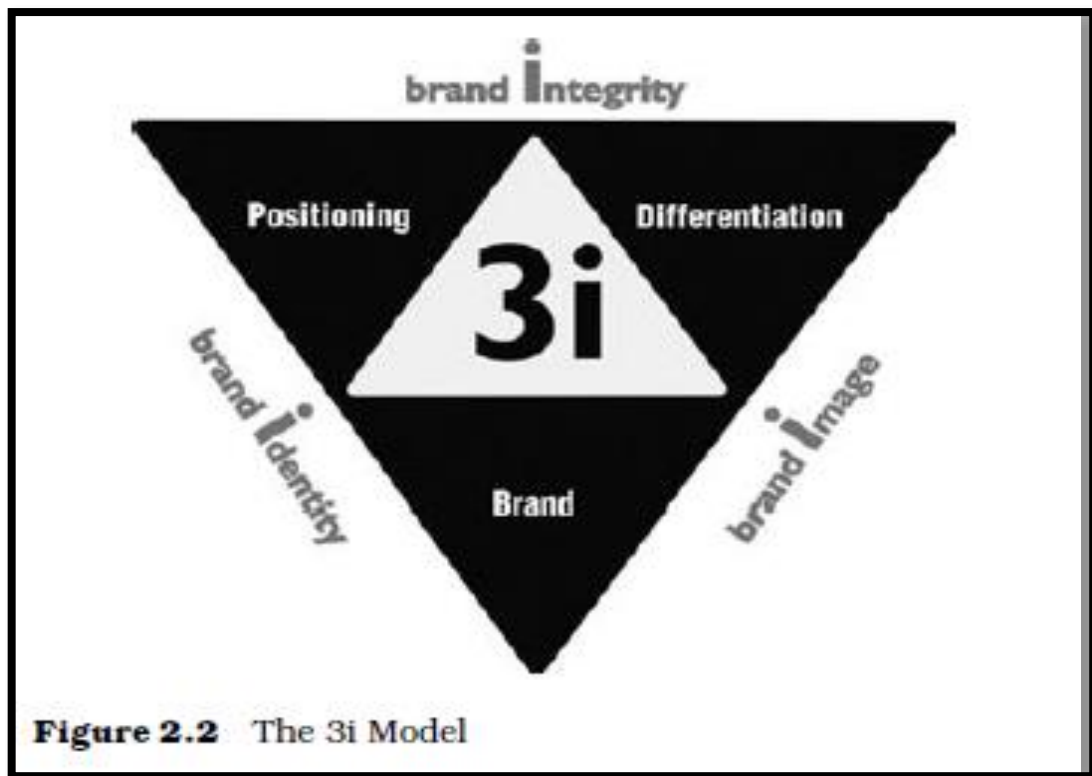 brand integrity
Positioning
Differentiation
3i
brand identity
brand image
Brand
Figure 2.2 The 3i Model